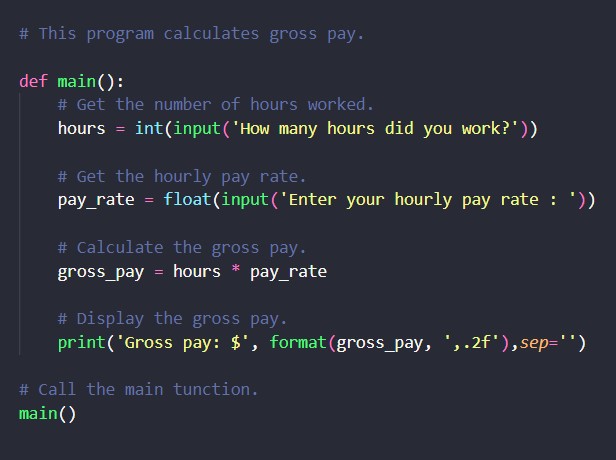 # This program calculates gross pay.
def main():
# Get the number of hours worked.
hours = int(input('How many hours did you work?'))
# Get the hourly pay rate.
pay_rate = float(input('Enter your hourly pay rate : '))
# Calculate the gross pay.
gross_pay = hours * pay_rate
# Display the gross pay.
print('Gross pay: $', format(gross_pay, ',.2f'),sep='')
# Call the main tunction.
main()